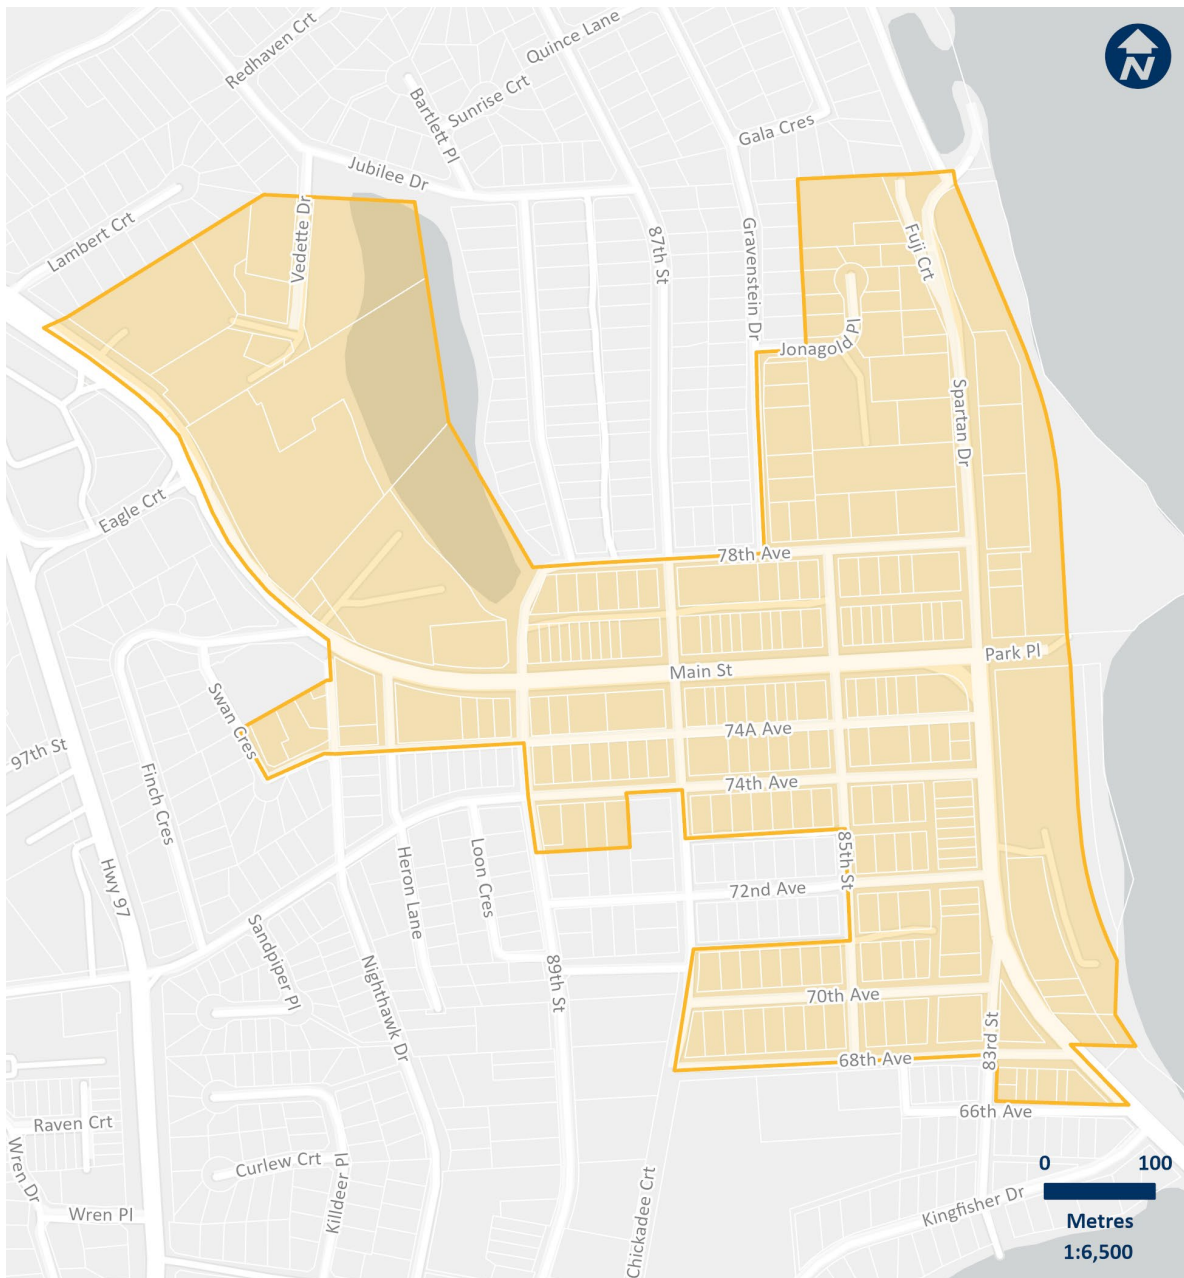 Redhaven Crt
Quince Lane
Sunrise Crt
Bartlett Pl
N
Gala Cres
Jubilee Dr
Lambert Crt
Vedette Dr
87th St
Gravenstein Dr
Fuji Crt
Jonagold Pl
Spartan Dr
Eagle Crt
78th Ave
Park Pl
Main St
Swan Cres
74A Ave
97th St
74th Ave
Finch Cres
Hwy 97
Heron Lane
Loon Cres
85th St
72nd Ave
Sandpiper Pl
Nighthawk Dr
89th St
70th Ave
83rd St
68th Ave
66th Ave
Raven Crt
Wren Dr
Curlew Crt
Killdeer Pl
Wren Pl
Chickadee Crt
Kingfisher Dr
0 100
Metres
1:6,500